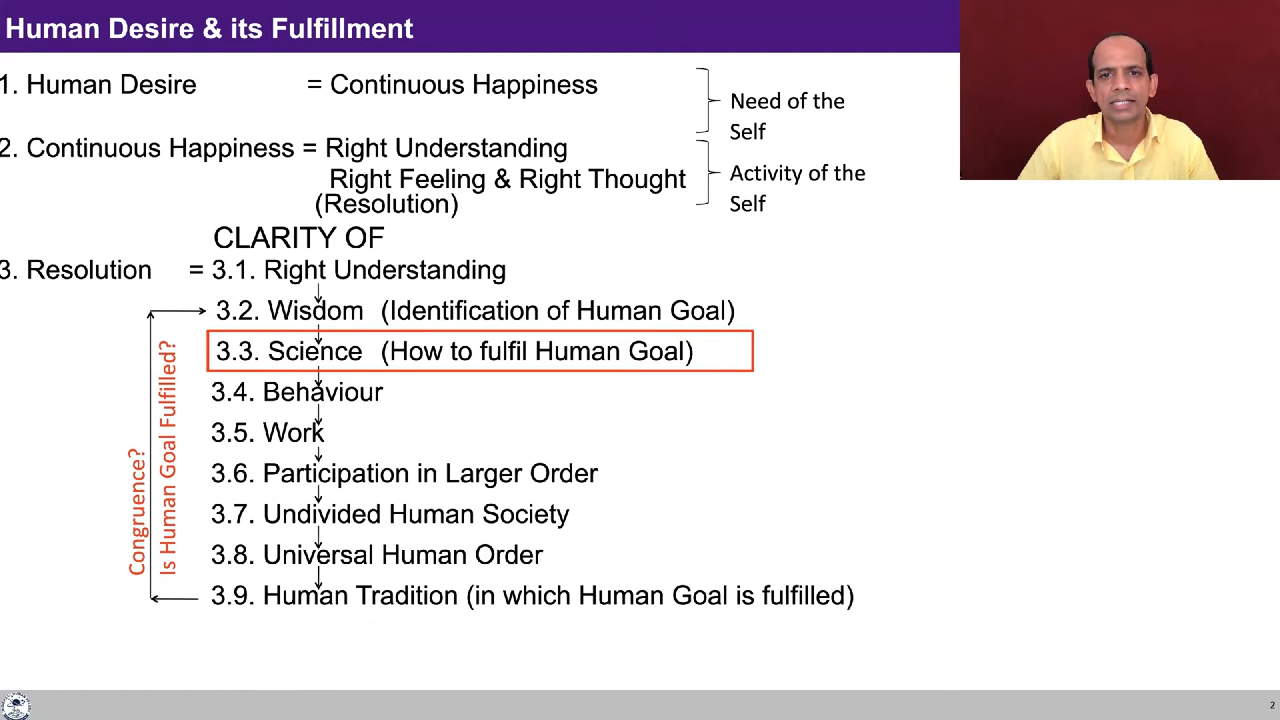 Human Desire & its Fulfillment
1. Human Desire = Continuous Happiness
Need of the
Self
2. Continuous Happiness = Right Understanding
Right Feeling & Right Thought
(Resolution)
Activity of the
Self
CLARITY OF
3. Resolution = 3.1. Right Understanding
3.2. Wisdom (Identification of Human Goal)
3.3. Science (How to fulfil Human Goal)
3.4. Behaviour
3.5. Work
3.6. Participation in Larger Order
3.7. Undivided Human Society
3.8. Universal Human Order
3.9. Human Tradition (in which Human Goal is fulfilled)
Congruence?
Is Human Goal Fulfilled?
2